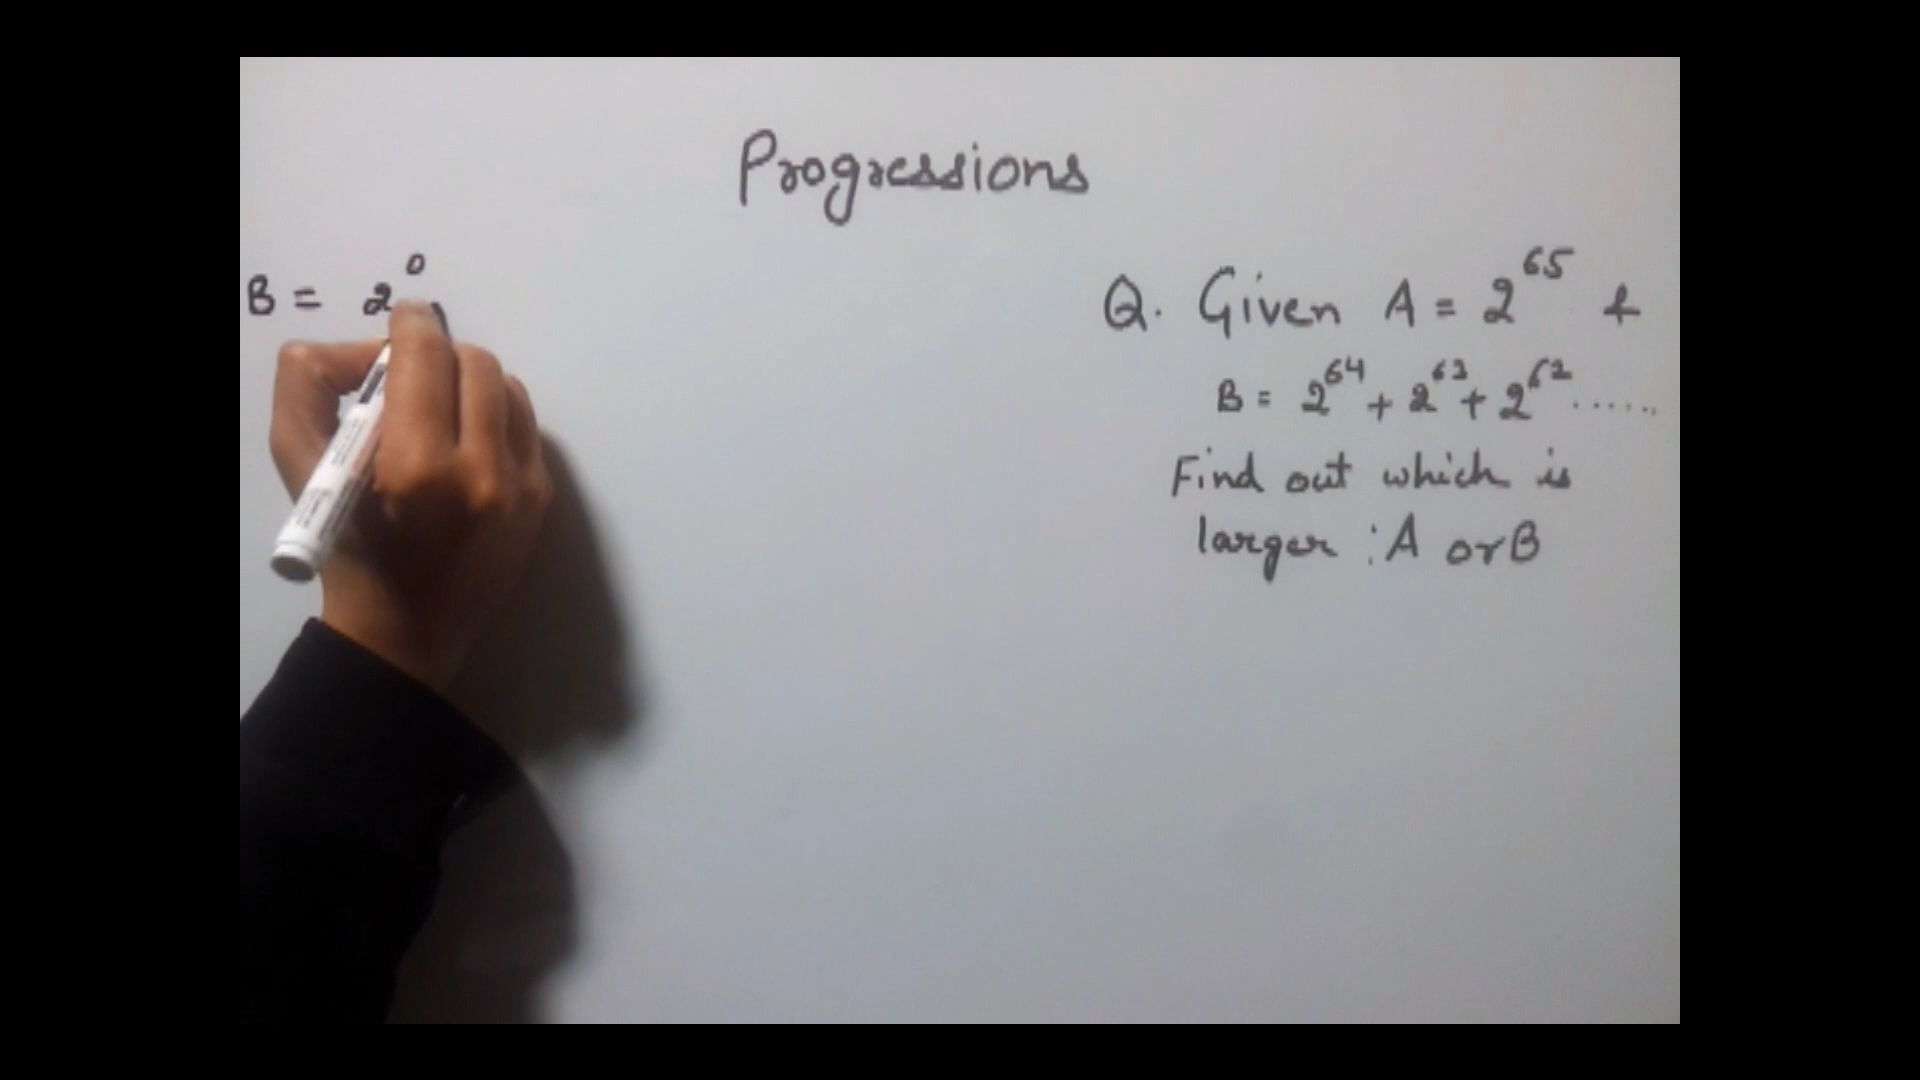 Progressions
B = 2⁰
Q. Given A = 2⁶⁵ &
B = 2⁶⁴ + 2⁶³ + 2⁶² ......
Find out which is
larger : A or B